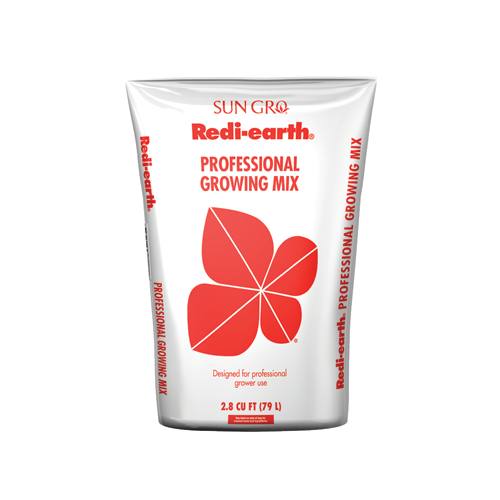 SUN GRO
Redi-earth®
PROFESSIONAL
GROWING MIX
®
Designed for professional
grower use
2.8 CU FT (79 L)
Redi-earth®
PROFESSIONAL GROWING MIX
Redi-earth®
PROFESSIONAL GROWING MIX